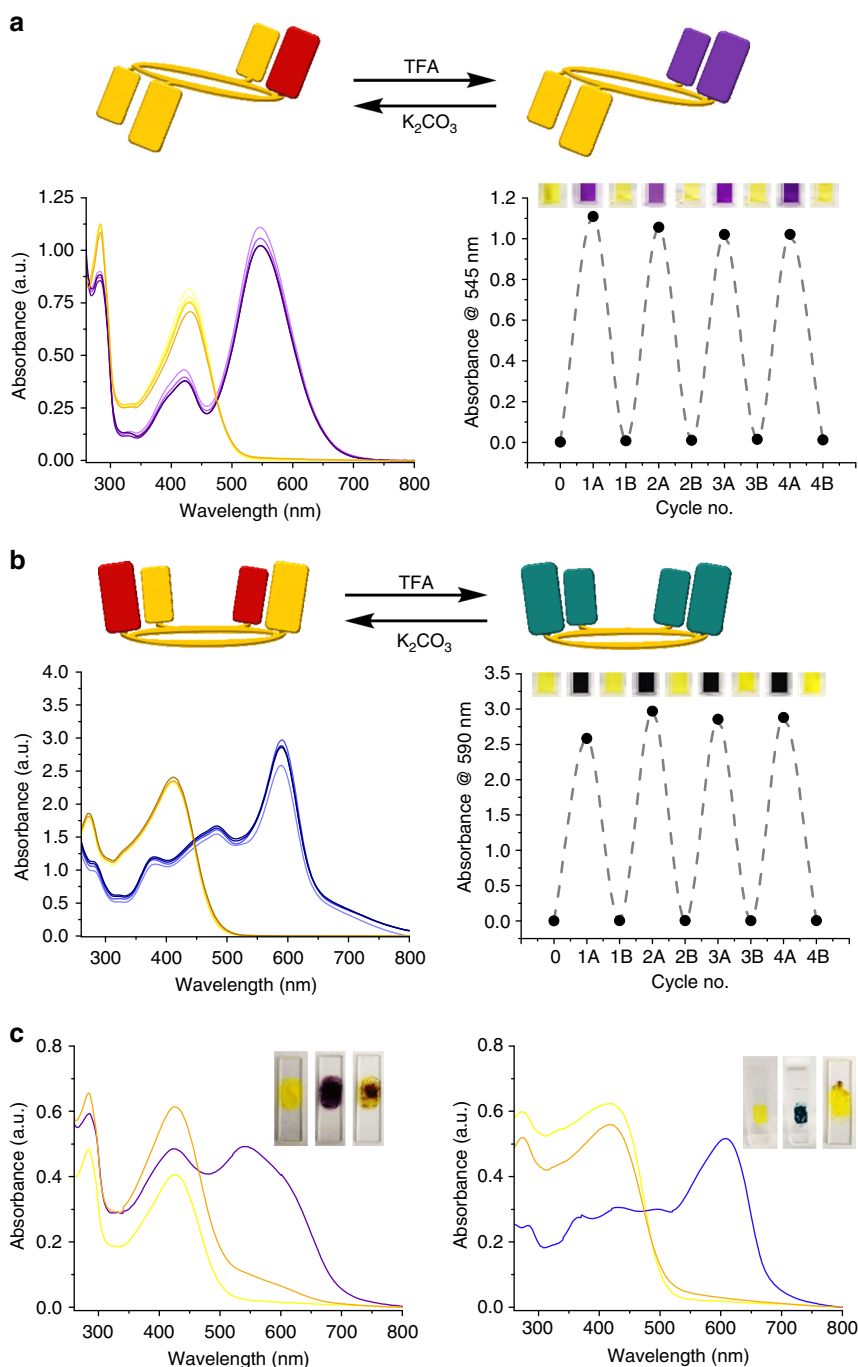 a
TFA
K2CO3
1.25
1.00
0.75
0.50
0.25
0.00
Absorbance (a.u.)
300 400 500 600 700 800
Wavelength (nm)
1.2
1.0
0.8
0.6
0.4
0.2
0.0
Absorbance @ 545 nm
0 1A 1B 2A 2B 3A 3B 4A 4B
Cycle no.
b
TFA
K2CO3
4.0
3.5
3.0
2.5
2.0
1.5
1.0
0.5
0.0
Absorbance (a.u.)
300 400 500 600 700 800
Wavelength (nm)
3.5
3.0
2.5
2.0
1.5
1.0
0.5
0.0
Absorbance @ 590 nm
0 1A 1B 2A 2B 3A 3B 4A 4B
Cycle no.
c
0.8
0.6
0.4
0.2
0.0
Absorbance (a.u.)
300 400 500 600 700 800
Wavelength (nm)
0.8
0.6
0.4
0.2
0.0
Absorbance (a.u.)
300 400 500 600 700 800
Wavelength (nm)